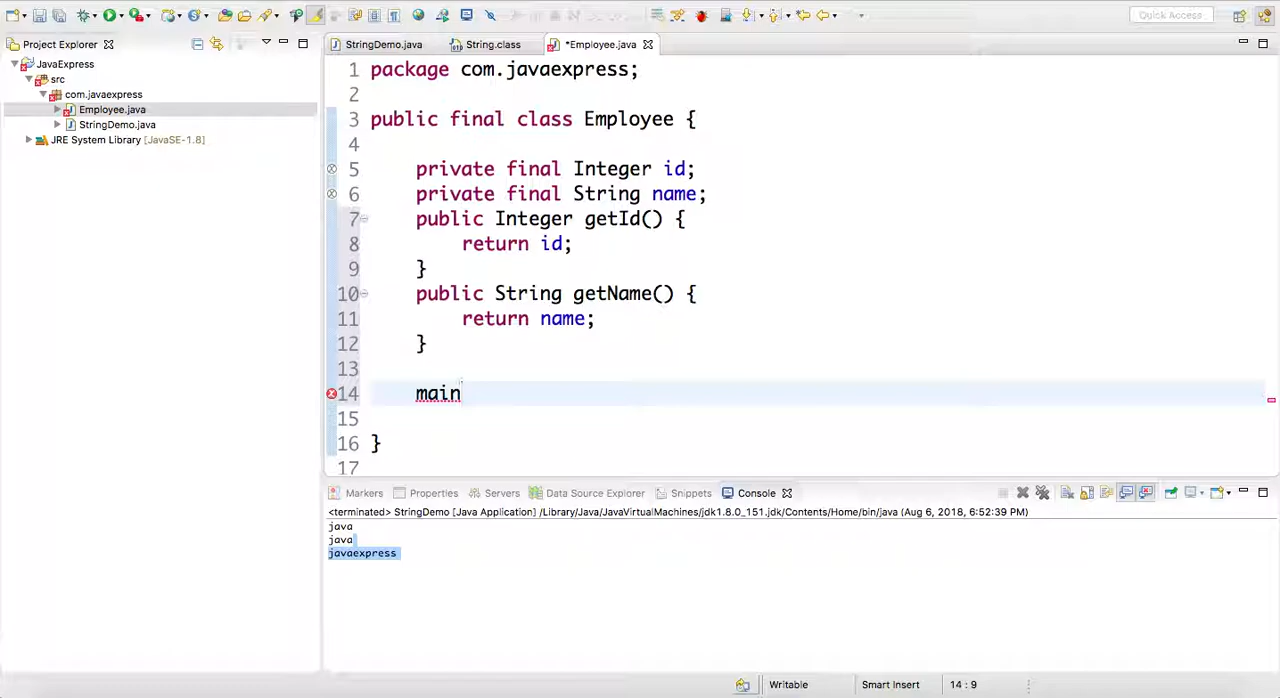 Quick Access
Project Explorer
JavaExpress
src
com.javaexpress
Employee.java
StringDemo.java
JRE System Library [JavaSE-1.8]
StringDemo.java
String.class
*Employee.java
1 package com.javaexpress;
2
3 public final class Employee {
4
5 private final Integer id;
6 private final String name;
7 public Integer getId() {
8 return id;
9 }
10 public String getName() {
11 return name;
12 }
13
14 main
15
16 }
17
Markers
Properties
Servers
Data Source Explorer
Snippets
Console
<terminated> StringDemo [Java Application] /Library/Java/JavaVirtualMachines/jdk1.8.0_151.jdk/Contents/Home/bin/java (Aug 6, 2018, 6:52:39 PM)
java
java
javaexpress
Writable
Smart Insert
14 : 9